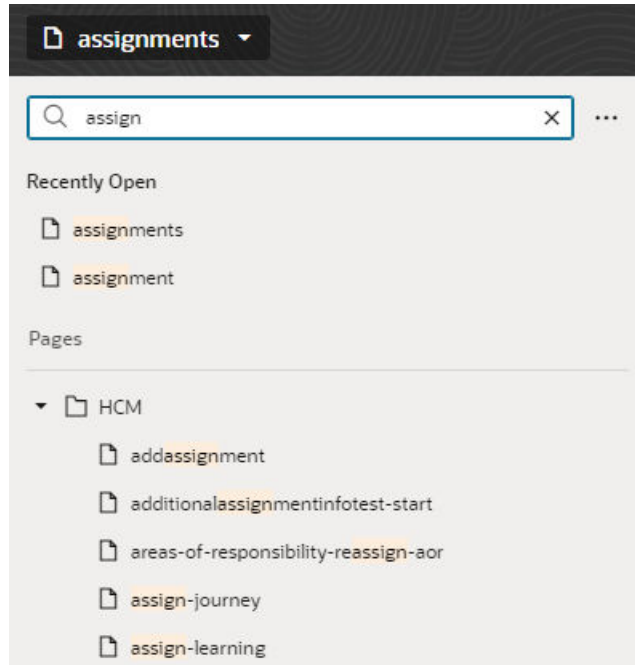 assignments
assign
Recently Open
assignments
assignment
Pages
HCM
addassignment
additionalassignmentinfotest-start
areas-of-responsibility-reassign-aor
assign-journey
assign-learning